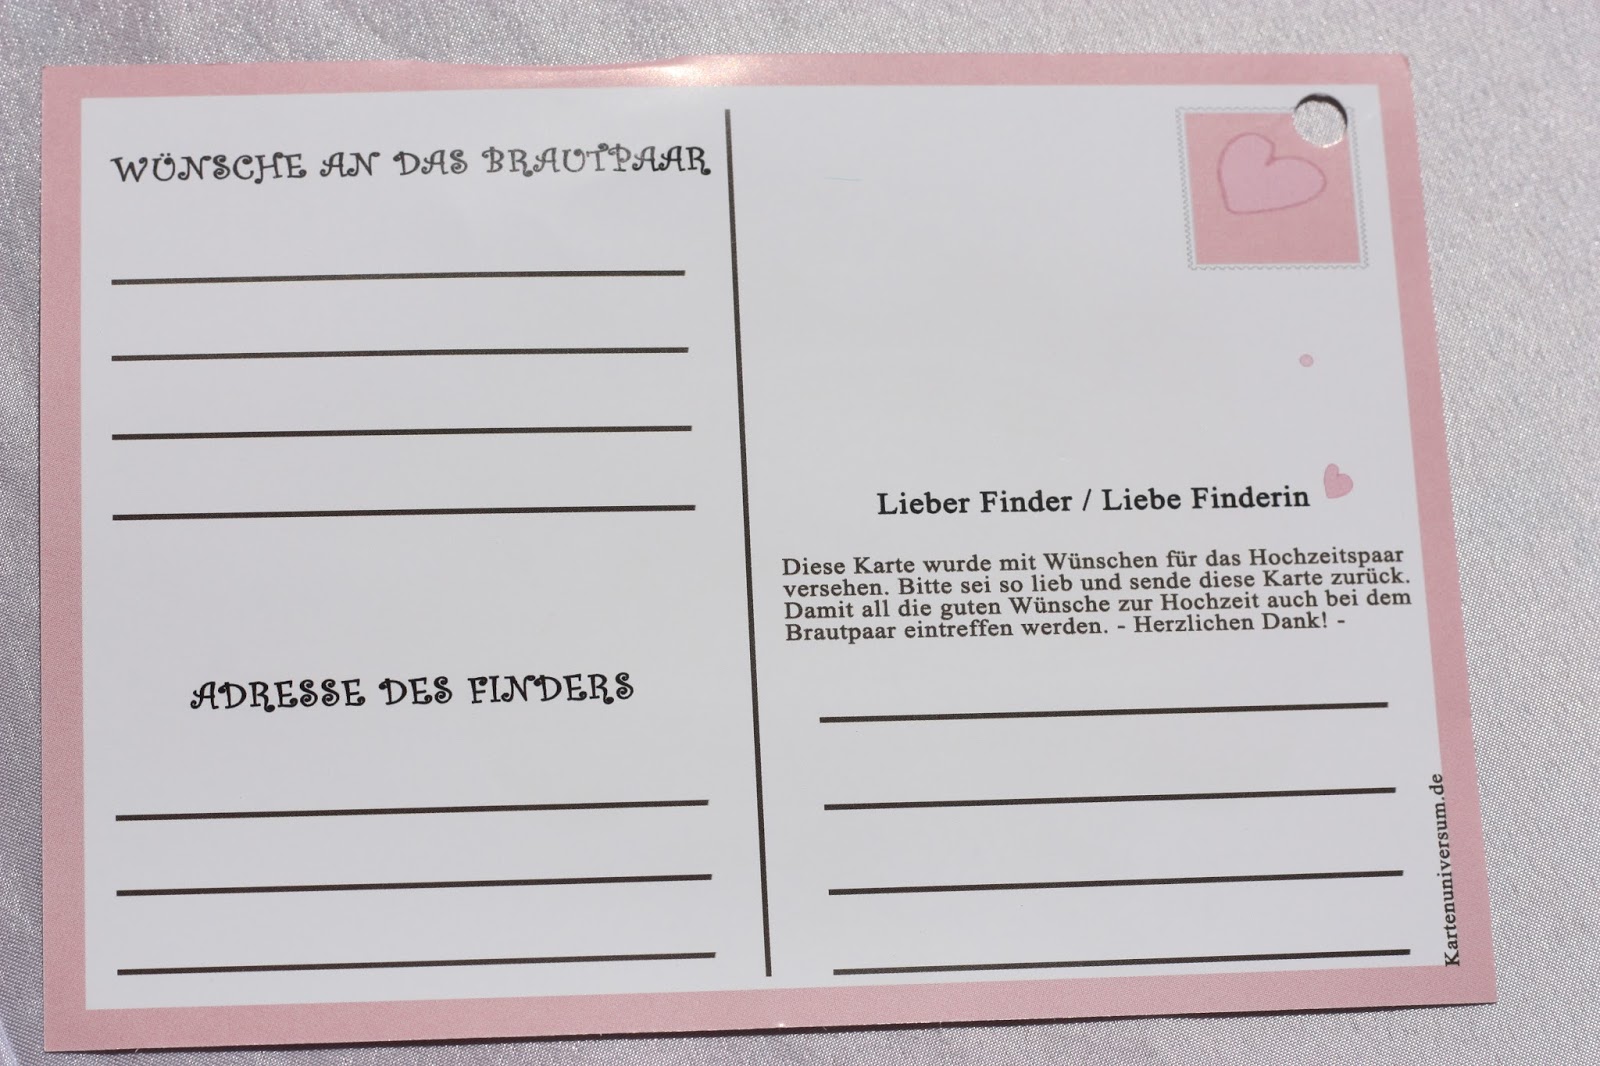 WÜNSCHE AN DAS BRAUTPAAR
ADRESSE DES FINDERS
Lieber Finder / Liebe Finderin
Diese Karte wurde mit Wünschen für das Hochzeitspaar
versehen. Bitte sei so lieb und sende diese Karte zurück.
Damit all die guten Wünsche zur Hochzeit auch bei dem
Brautpaar eintreffen werden. - Herzlichen Dank! -
Kartenuniversum.de